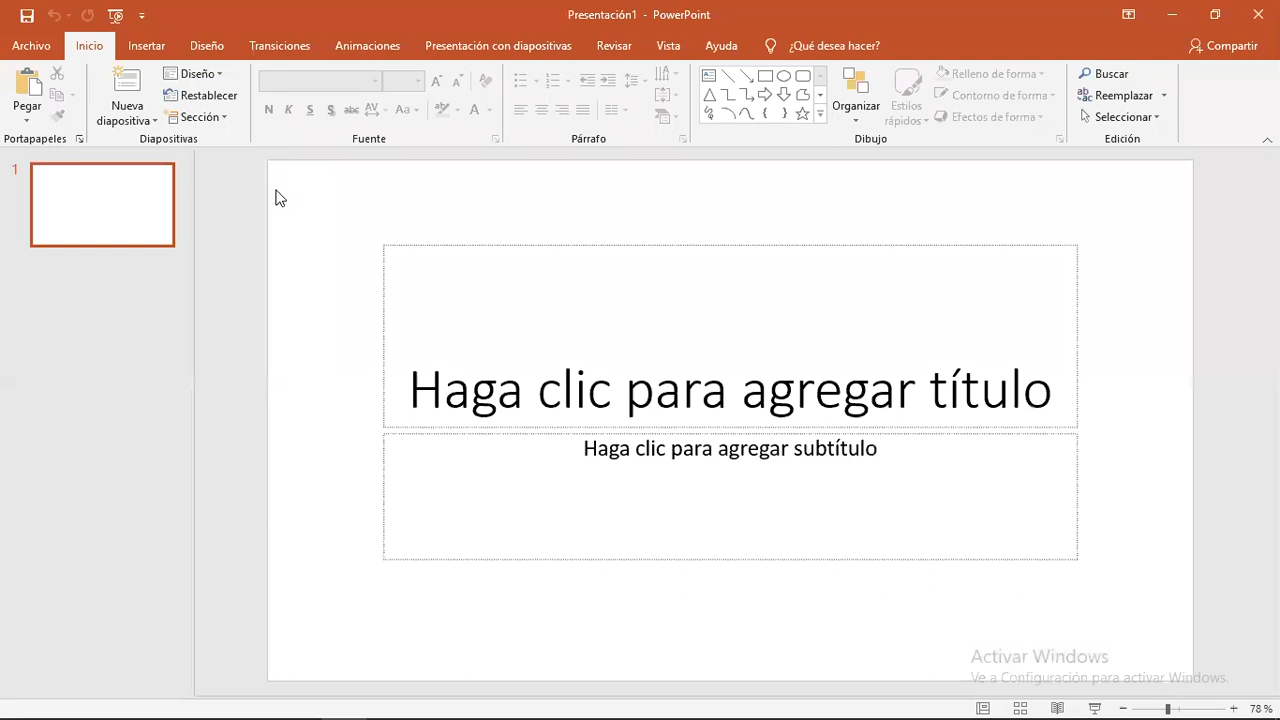 Presentación1 - PowerPoint
Archivo Inicio Insertar Diseño Transiciones Animaciones Presentación con diapositivas Revisar Vista Ayuda ¿Qué desea hacer? Compartir
Pegar
Portapapeles
Nueva diapositiva
Diseño
Restablecer
Sección
Diapositivas
N K S S abc AV Aa A
Fuente
Párrafo
Organizar
Estilos rápidos
Relleno de forma
Contorno de forma
Efectos de forma
Dibujo
Buscar
Reemplazar
Seleccionar
Edición
1
Haga clic para agregar título
Haga clic para agregar subtítulo
Activar Windows
Ve a Configuración para activar Windows.
78 %